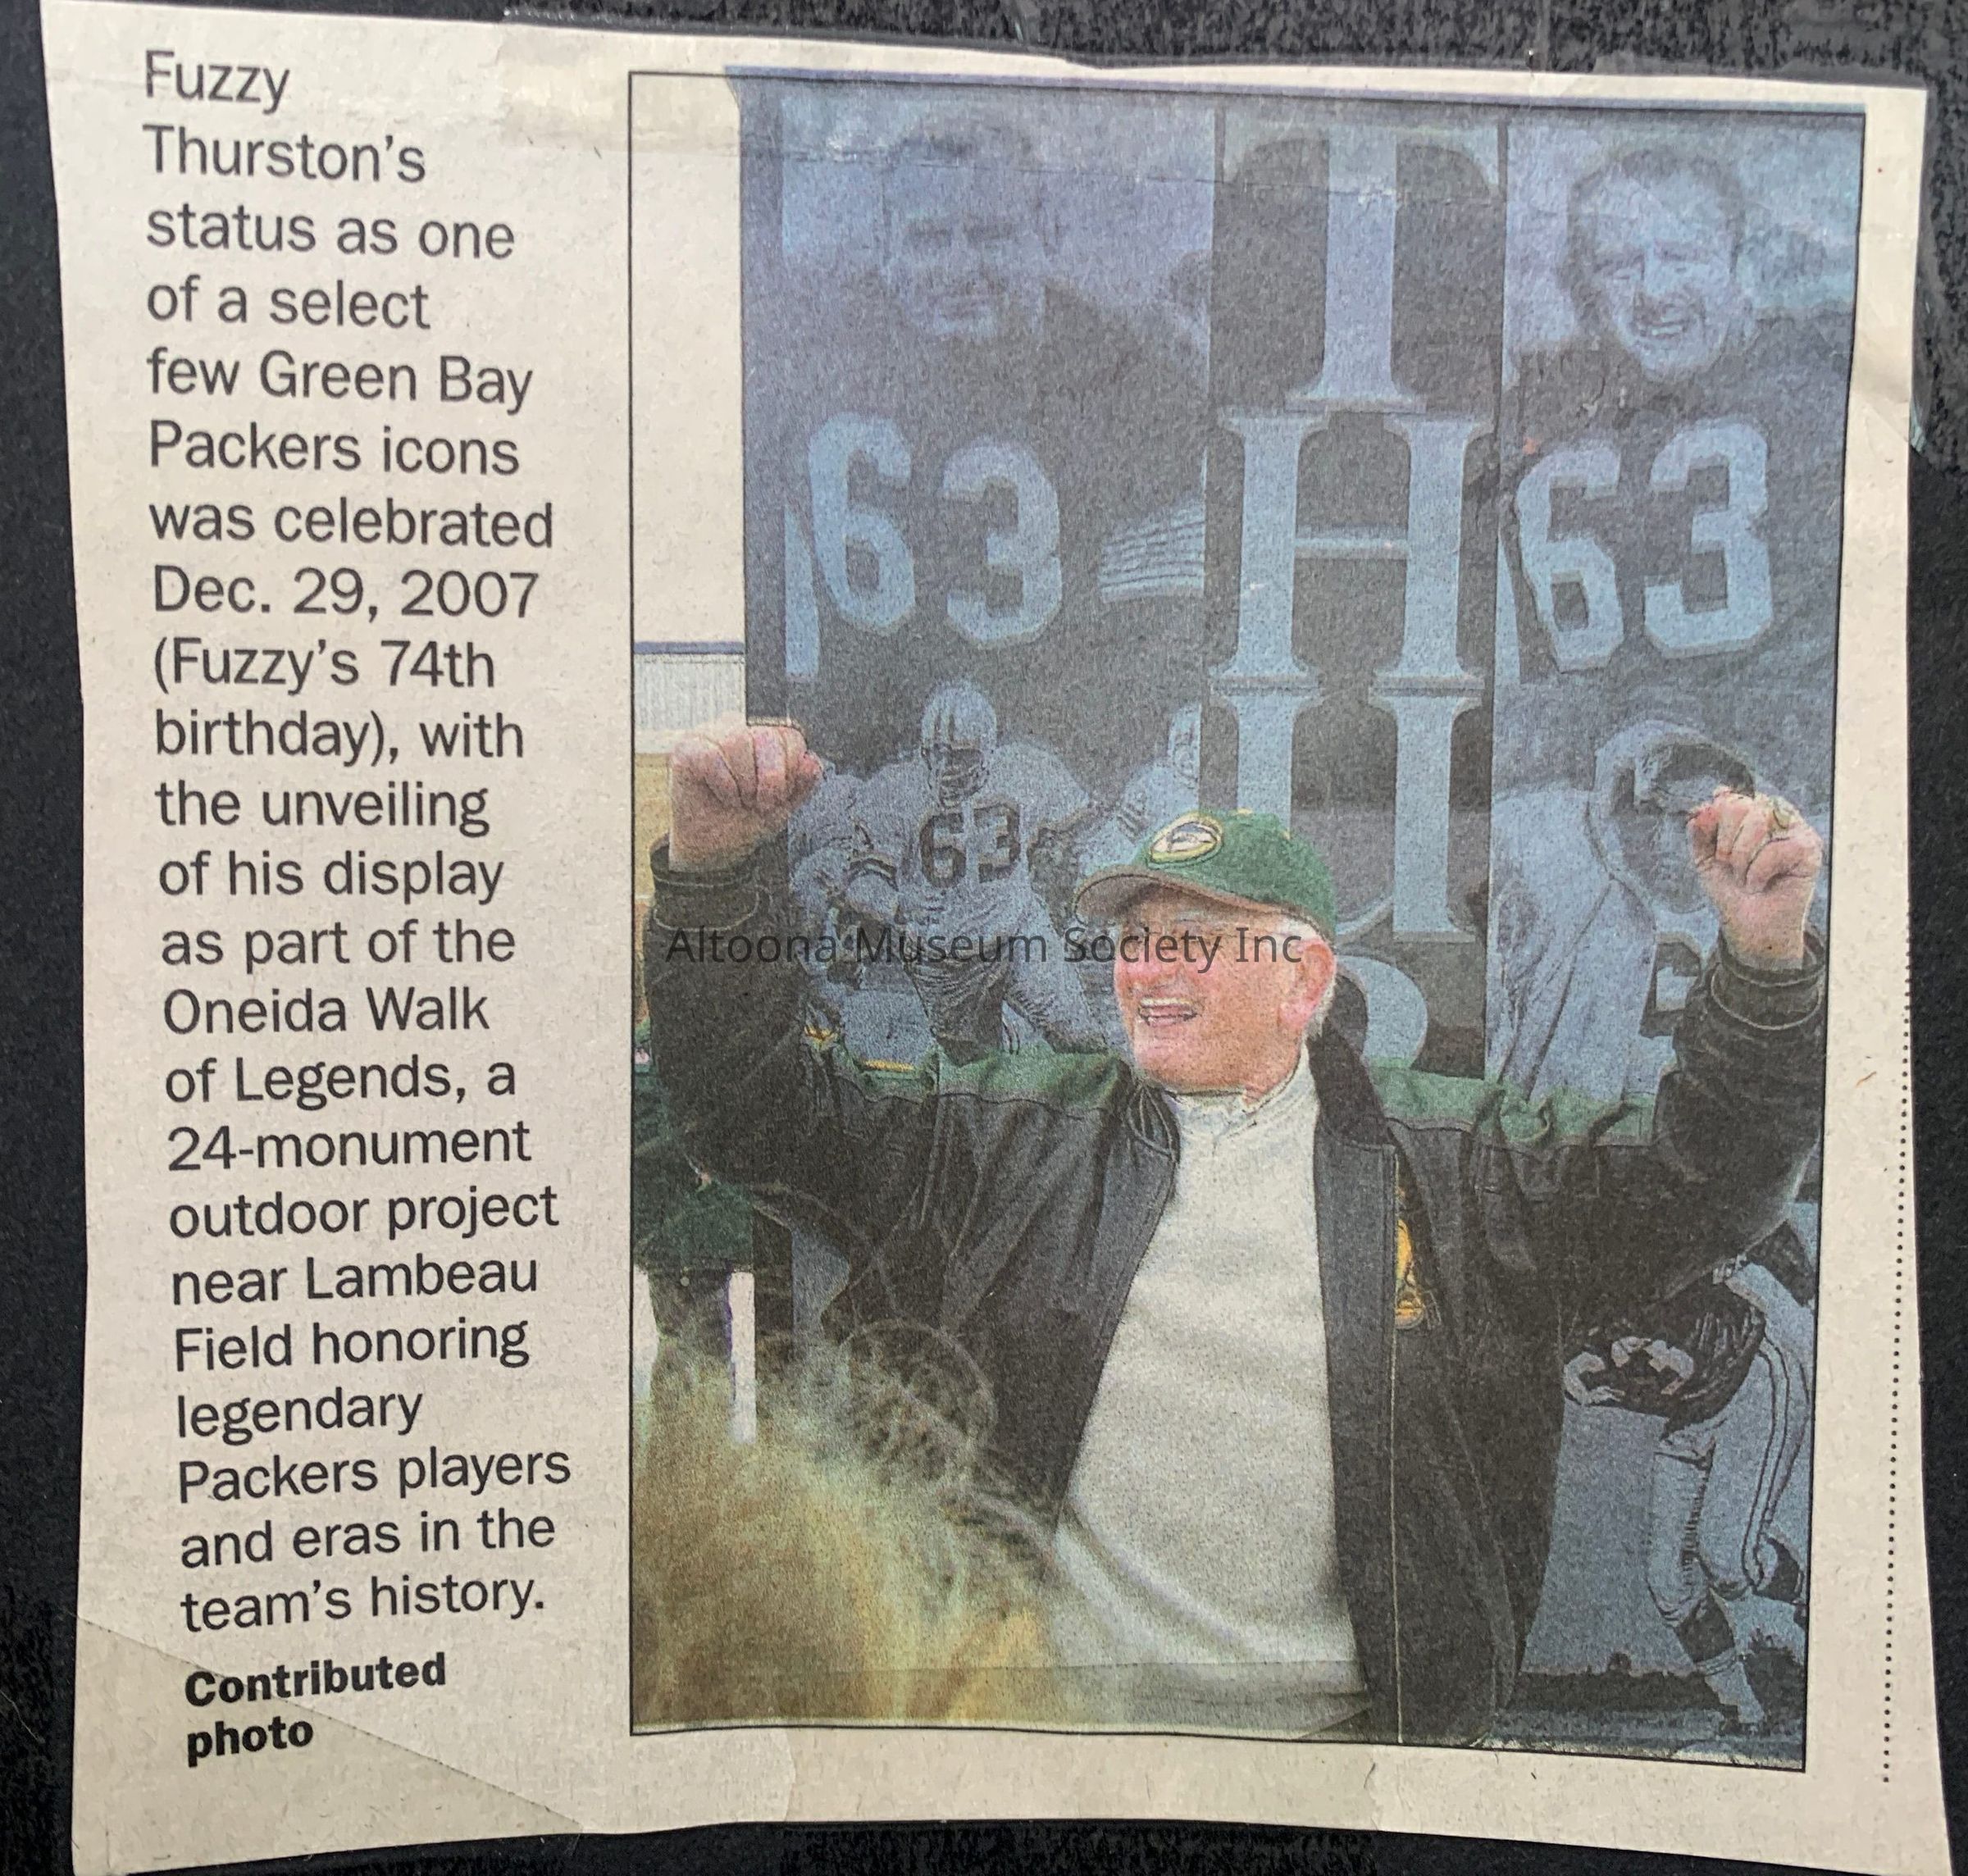 Fuzzy
Thurston's
status as one
of a select
few Green Bay
Packers icons
was celebrated
Dec. 29, 2007
(Fuzzy's 74th
birthday), with
the unveiling
of his display
as part of the
Oneida Walk
of Legends, a
24-monument
outdoor project
near Lambeau
Field honoring
legendary
Packers players
and eras in the
team's history.
Contributed
photo
T
H
63
63
63
Altoona Museum Society Inc